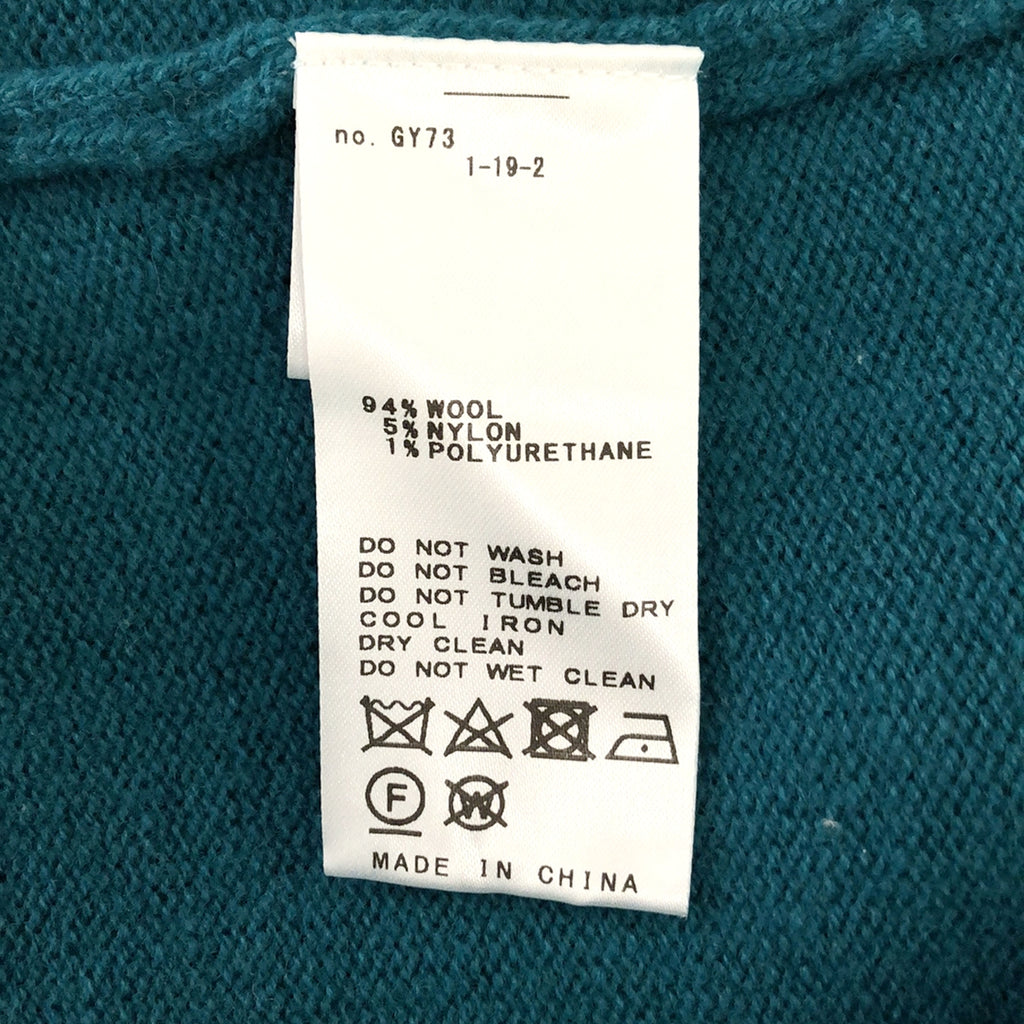 no. GY73
1-19-2
94% WOOL
5% NYLON
1% POLYURETHANE
DO NOT WASH
DO NOT BLEACH
DO NOT TUMBLE DRY
COOL IRON
DRY CLEAN
DO NOT WET CLEAN
F W
MADE IN CHINA